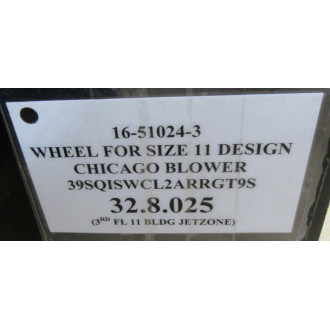 16-51024-3
WHEEL FOR SIZE 11 DESIGN
CHICAGO BLOWER
39SQISWCL2ARRGT9S
32.8.025
(3RD FL 11 BLDG JETZONE)